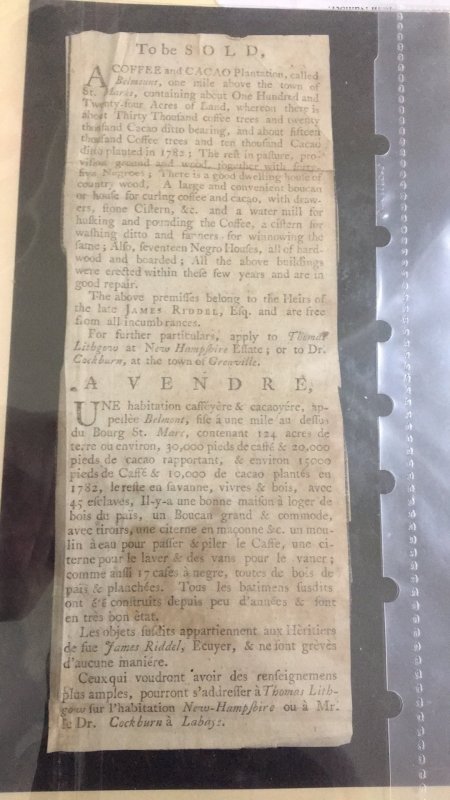 To be SOLD,
A COFFEE and CACAO Plantation, called
Belmount, one mile above the town of
St. Marks, containing about One Hundred and
Twenty-four Acres of Land, whereon there is
about Thirty Thousand coffee trees and twenty
thousand Cacao ditto bearing, and about fifteen
thousand Coffee trees and ten thousand Cacao
ditto planted in 1782; The rest in pasture, pro-
vision ground and wood, together with forty-
five Negroes; There is a good dwelling house of
country wood, A large and convenient boucan
or house for curing coffee and cacao, with draw-
ers, stone Cistern, &c. and a water mill for
husking and pounding the Coffee, a cistern for
washing ditto and fanners for winnowing the
same; Also, seventeen Negro Houses, all of hard-
wood and boarded; All the above buildings
were erected within these few years and are in
good repair.
The above premisses belong to the Heirs of
the late JAMES RIDDEL, Esq. and are free
from all incumbrances.
For further particulars, apply to Thomas
Lithgow at New Hampshire Estate; or to Dr.
Cockburn, at the town of Grenville.
A VENDRE,
UNE habitation cafféyére & cacaoyére, ap-
pellée Belmont, sise à une mile au dessus
du Bourg St. Marc, contenant 124 acres de
terre ou environ, 30,000 pieds de caffé & 20,000
pieds de cacao rapportant, & environ 15000
pieds de Caffé & 10,000 de cacao plantés en
1782, le reste en savanne, vivres & bois, avec
45 esclaves, Il-y-a une bonne maison à loger de
bois du païs, un Boucan grand & commode,
avec tiroirs, une citerne en maçonne &c. un mou-
lin à eau pour passer & piler le Caffé, une ci-
terne pour le laver & des vans pour le vaner;
comme aussi 17 cases à negre, toutes de bois de
païs & planchées. Tous les batimens susdits
ont été construits depuis peu d'années & sont
en très bon état.
Les objets susdits appartiennent aux Héritiers
de feu James Riddel, Ecuyer, & ne sont grévés
d'aucune manière.
Ceux qui voudront avoir des renseignemens
plus amples, pourront s'addresser à Thomas Lith-
gow sur l'habitation New-Hampshire ou à Mr.
le Dr. Cockburn à Labaye.